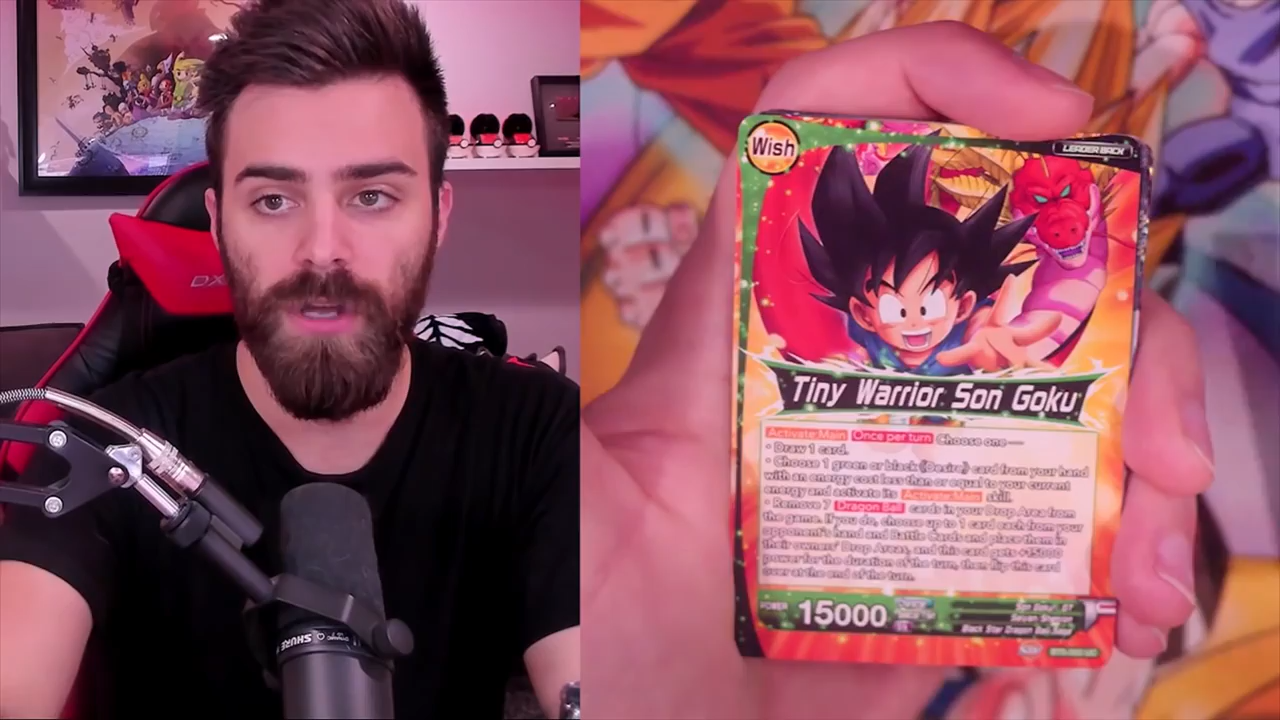 DX
SHURE
Wish
LEADER BACK
Tiny Warrior Son Goku
Activate:Main Once per turn Choose one—
・Draw 1 card.
・Choose 1 green or black《Desire》card from your hand
with an energy cost less than or equal to your current
energy and activate its Activate:Main skill.
・Remove 7 Dragon Ball cards in your Drop Area from
the game. If you do, choose up to 1 card each from your
opponent's hand and Battle Cards and place them in
their owners' Drop Areas, and this card gets +15000
power for the duration of the turn, then flip this card
over at the end of the turn.
POWER 15000
Son Goku : GT
Saiyan
Black Star Dragon Ball Saga